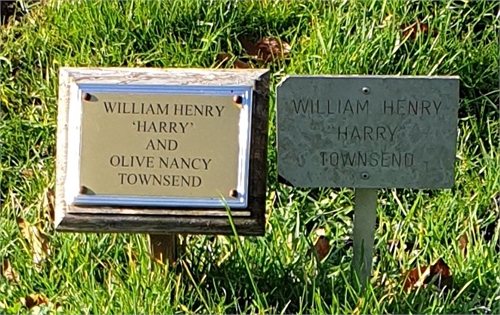 WILLIAM HENRY
'HARRY'
AND
OLIVE NANCY
TOWNSEND
WILLIAM HENRY
"HARRY"
TOWNSEND